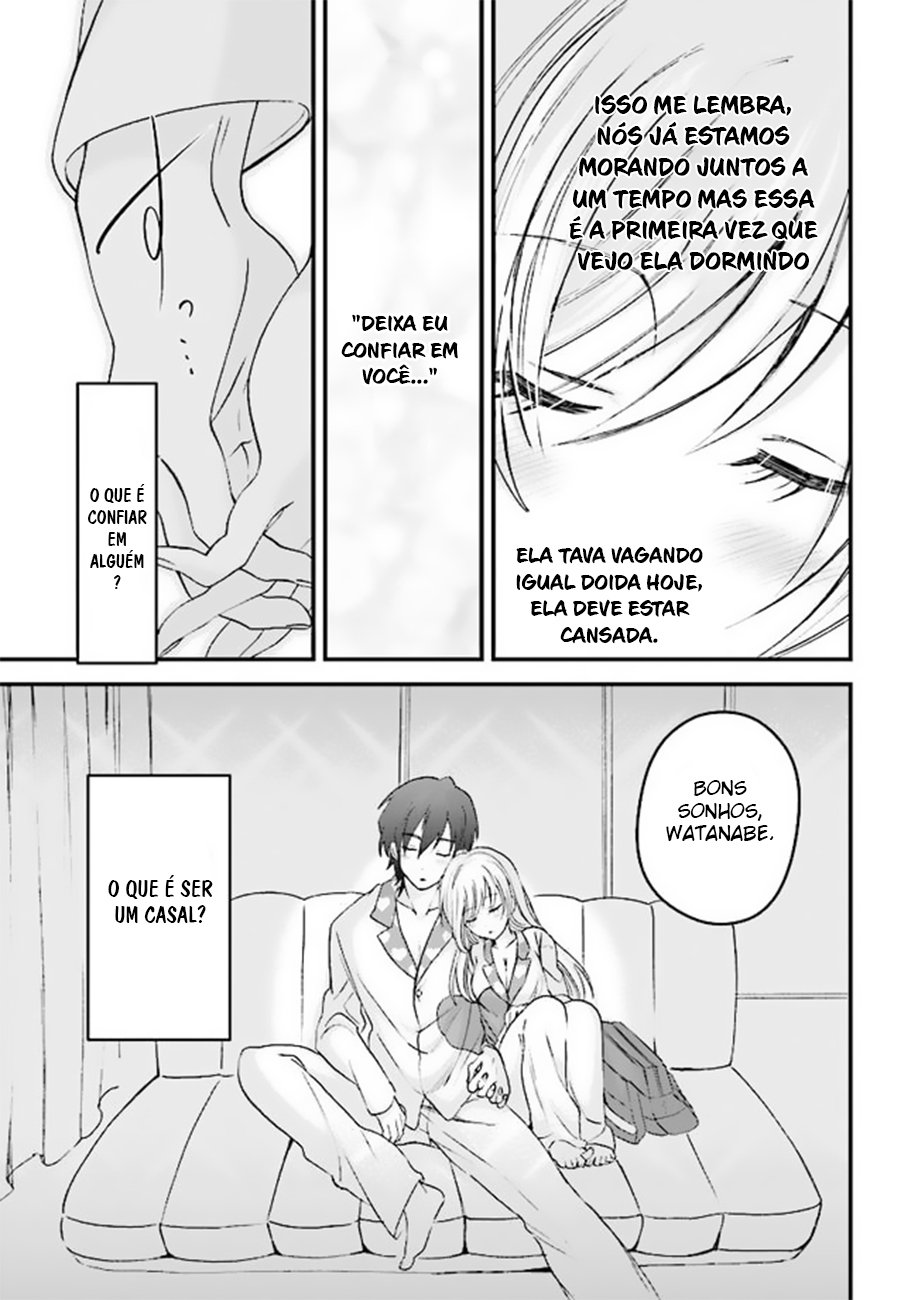 ISSO ME LEMBRA,
NÓS JÁ ESTAMOS
MORANDO JUNTOS A
UM TEMPO MAS ESSA
É A PRIMEIRA VEZ QUE
VEJO ELA DORMINDO
ELA TAVA VAGANDO
IGUAL DOIDA HOJE,
ELA DEVE ESTAR
CANSADA.
"DEIXA EU
CONFIAR EM
VOCÊ..."
O QUE É
CONFIAR
EM
ALGUÉM
?
BONS
SONHOS,
WATANABE.
O QUE É SER
UM CASAL?